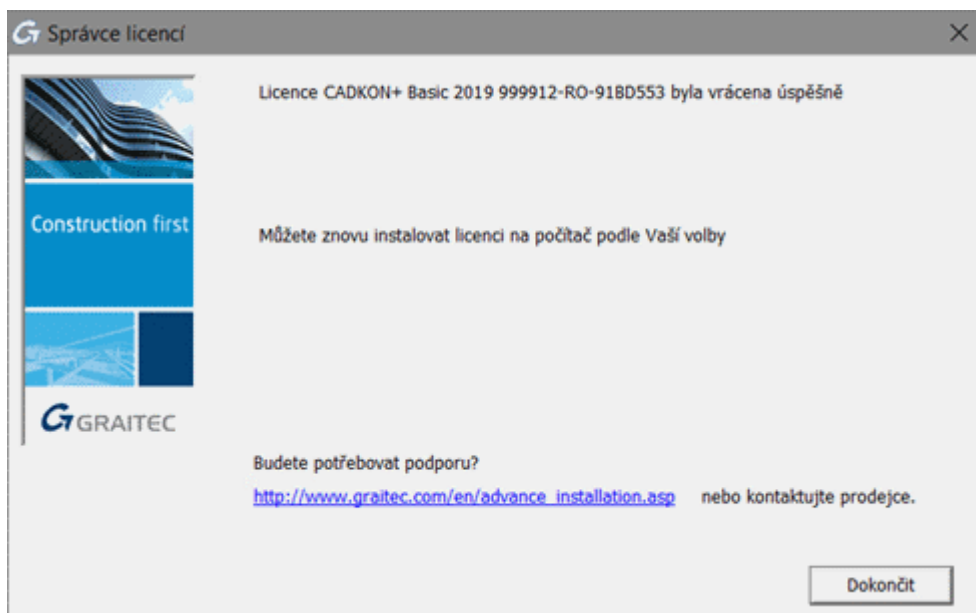 Správce licencí
Licence CADKON+ Basic 2019 999912-RO-91BD553 byla vrácena úspěšně
Construction first
Můžete znovu instalovat licenci na počítač podle Vaší volby
GRAITEC
Budete potřebovat podporu?
http://www.graitec.com/en/advance_installation.asp nebo kontaktujte prodejce.
Dokončit